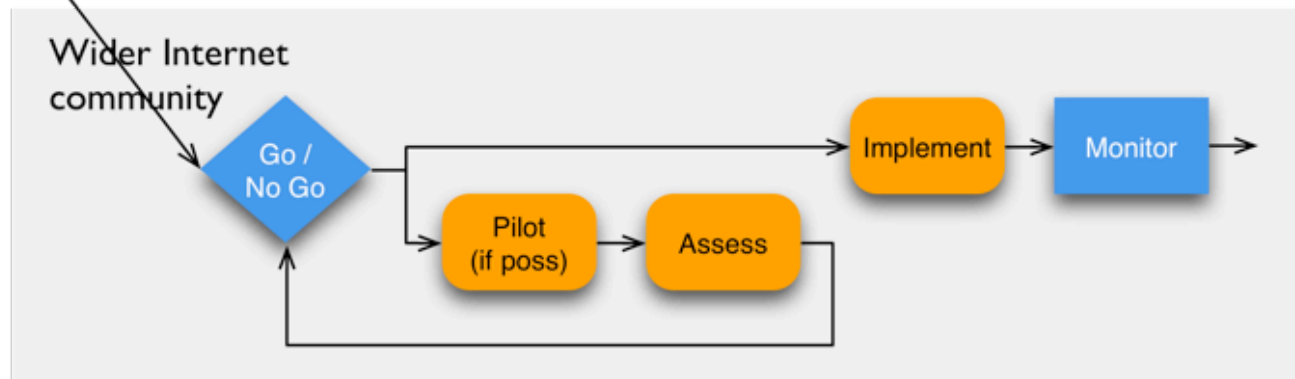 Wider Internet
community
Go /
No Go
Implement
Monitor
Pilot
(if poss)
Assess